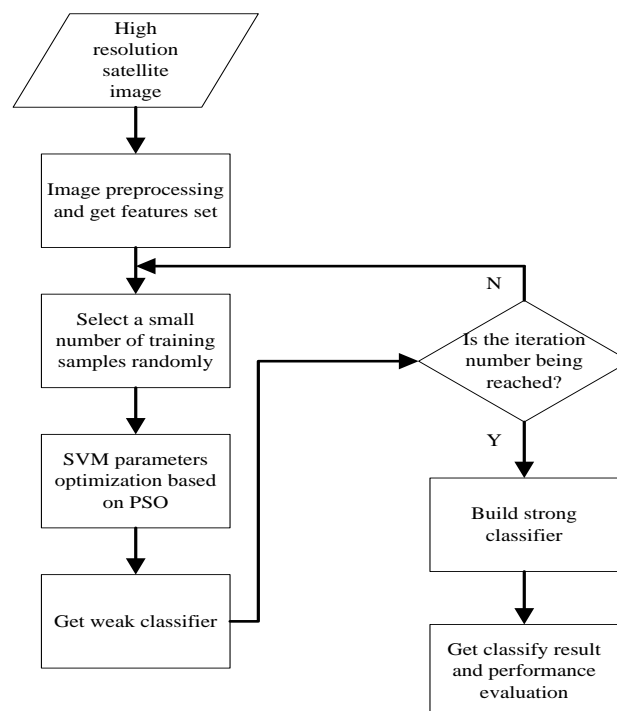 High
resolution
satellite
image
Image preprocessing
and get features set
N
Select a small
number of training
samples randomly
Is the iteration
number being
reached?
Y
SVM parameters
optimization based
on PSO
Build strong
classifier
Get weak classifier
Get classify result
and performance
evaluation